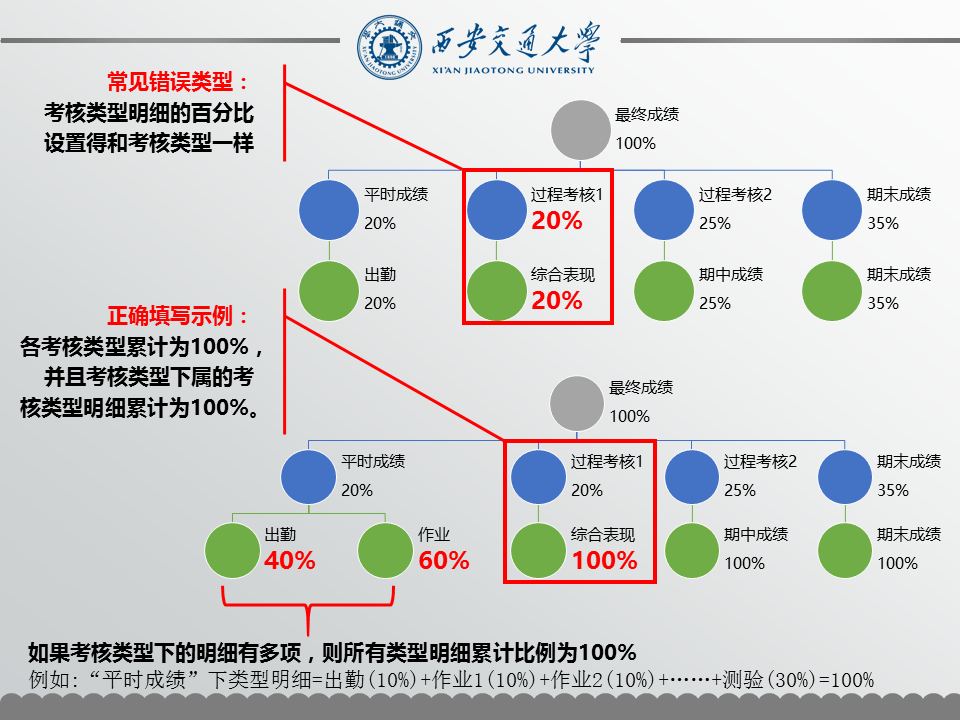 西安交通大学
XI'AN JIAOTONG UNIVERSITY
常见错误类型：
考核类型明细的百分比
设置得和考核类型一样
最终成绩
100%
平时成绩
20%
过程考核1
20%
过程考核2
25%
期末成绩
35%
出勤
20%
综合表现
20%
期中成绩
25%
期末成绩
35%
正确填写示例：
各考核类型累计为100%，
并且考核类型下属的考
核类型明细累计为100%。
最终成绩
100%
平时成绩
20%
过程考核1
20%
过程考核2
25%
期末成绩
35%
出勤
40%
作业
60%
综合表现
100%
期中成绩
100%
期末成绩
100%
如果考核类型下的明细有多项，则所有类型明细累计比例为100%
例如:“平时成绩”下类型明细=出勤(10%)+作业1(10%)+作业2(10%)+……+测验(30%)=100%